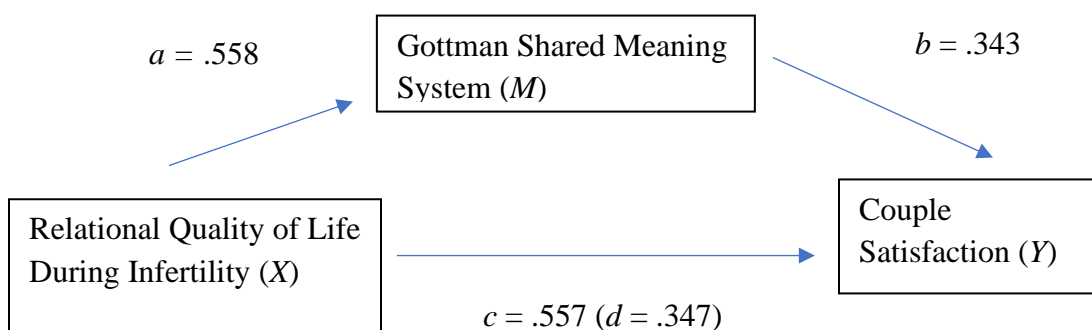 a = .558
Gottman Shared Meaning
System (M)
b = .343
Relational Quality of Life
During Infertility (X)
Couple
Satisfaction (Y)
c = .557 (d = .347)